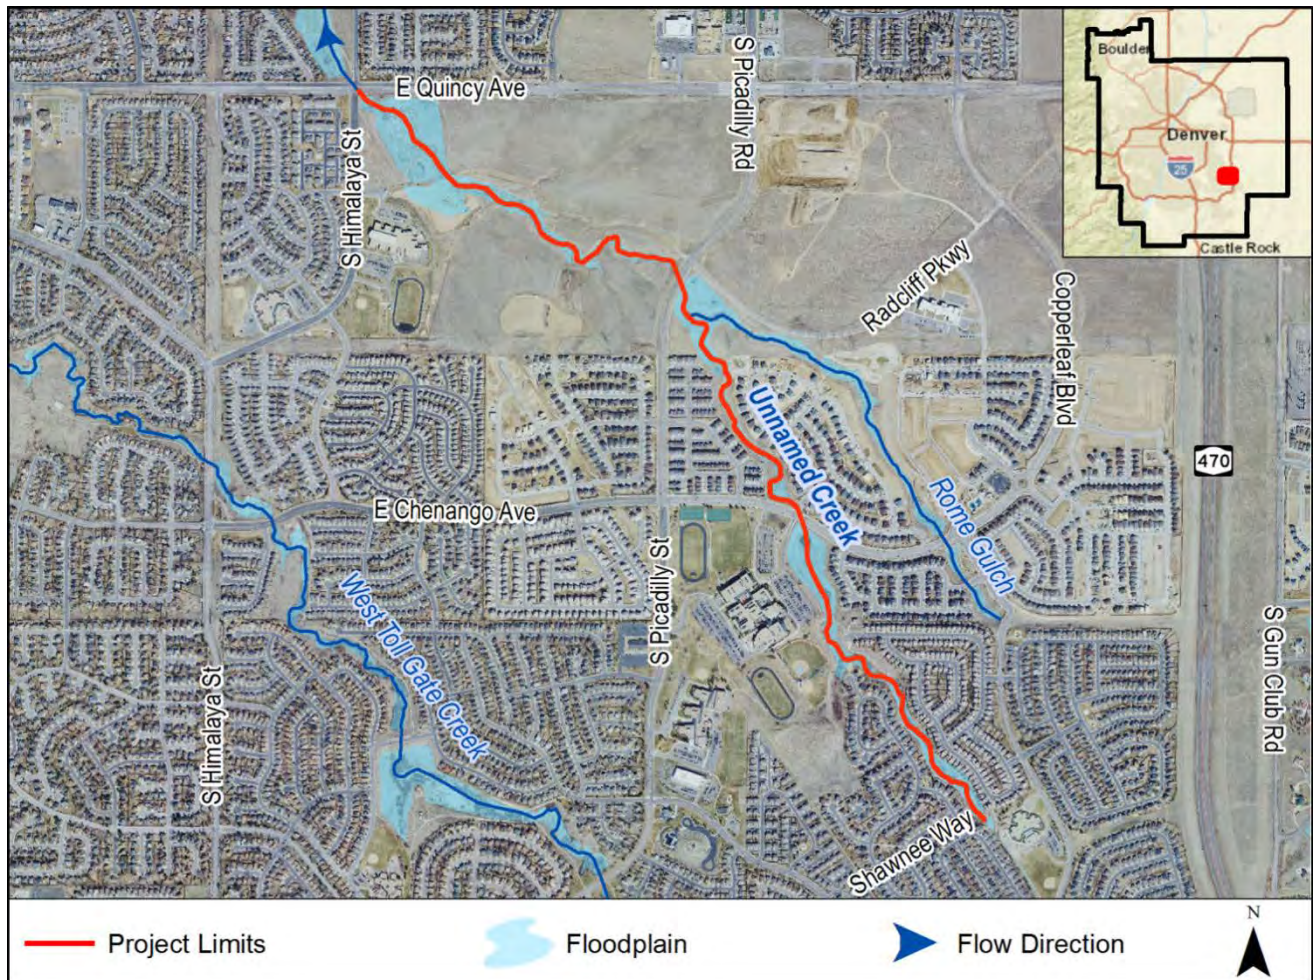 Boulder
Denver
25
Castle Rock
E Quincy Ave
S Picadilly Rd
S Himalaya St
Radcliff Pkwy
Copperleaf Blvd
Unnamed Creek
470
E Chenango Ave
Rome Gulch
West Toll Gate Creek
S Picadilly St
S Gun Club Rd
S Himalaya St
Shawnee Way
Project Limits
Floodplain
Flow Direction
N